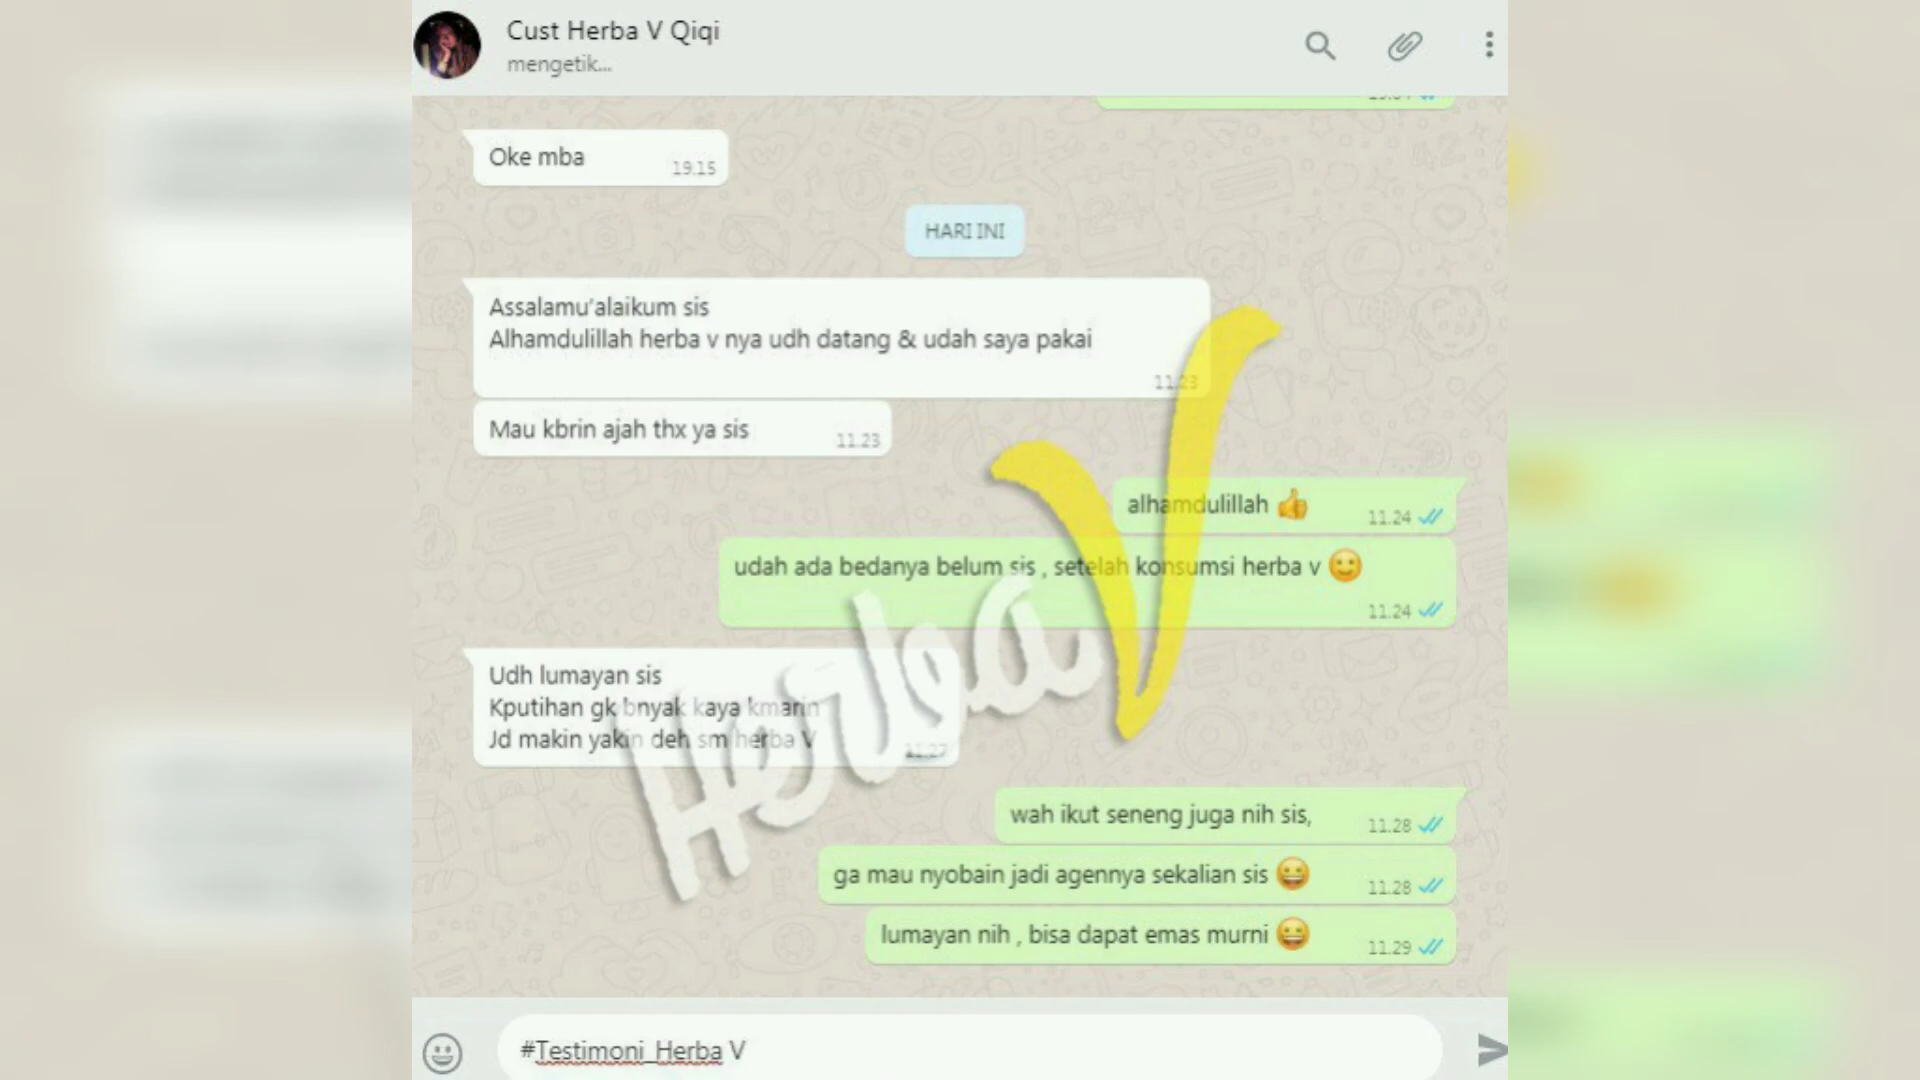 Cust Herba V Qiqi
mengetik...
Oke mba
19.15
HARI INI
Assalamu'alaikum sis
Alhamdulillah herba v nya udh datang & udah saya pakai
11.23
Mau kbrin ajah thx ya sis
11.23
alhamdulillah 👍
11.24
udah ada bedanya belum sis , setelah konsumsi herba v 😉
11.24
Udh lumayan sis
Kputihan gk bnyak kaya kmarin
Jd makin yakin deh sm herba V
11.27
Herba V
wah ikut seneng juga nih sis,
11.28
ga mau nyobain jadi agennya sekalian sis 😀
11.28
lumayan nih , bisa dapat emas murni 😀
11.29
#Testimoni_Herba V